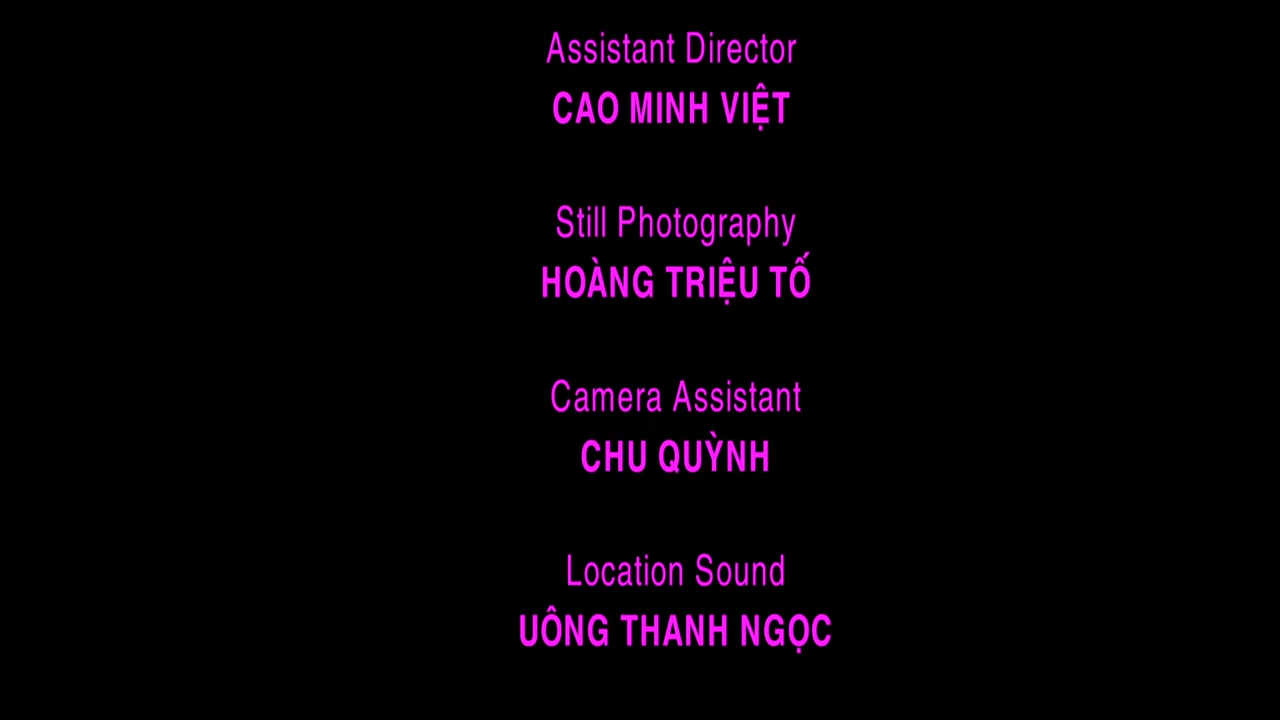 Assistant Director
CAO MINH VIỆT
Still Photography
HOÀNG TRIỆU TỐ
Camera Assistant
CHU QUỲNH
Location Sound
UÔNG THANH NGỌC